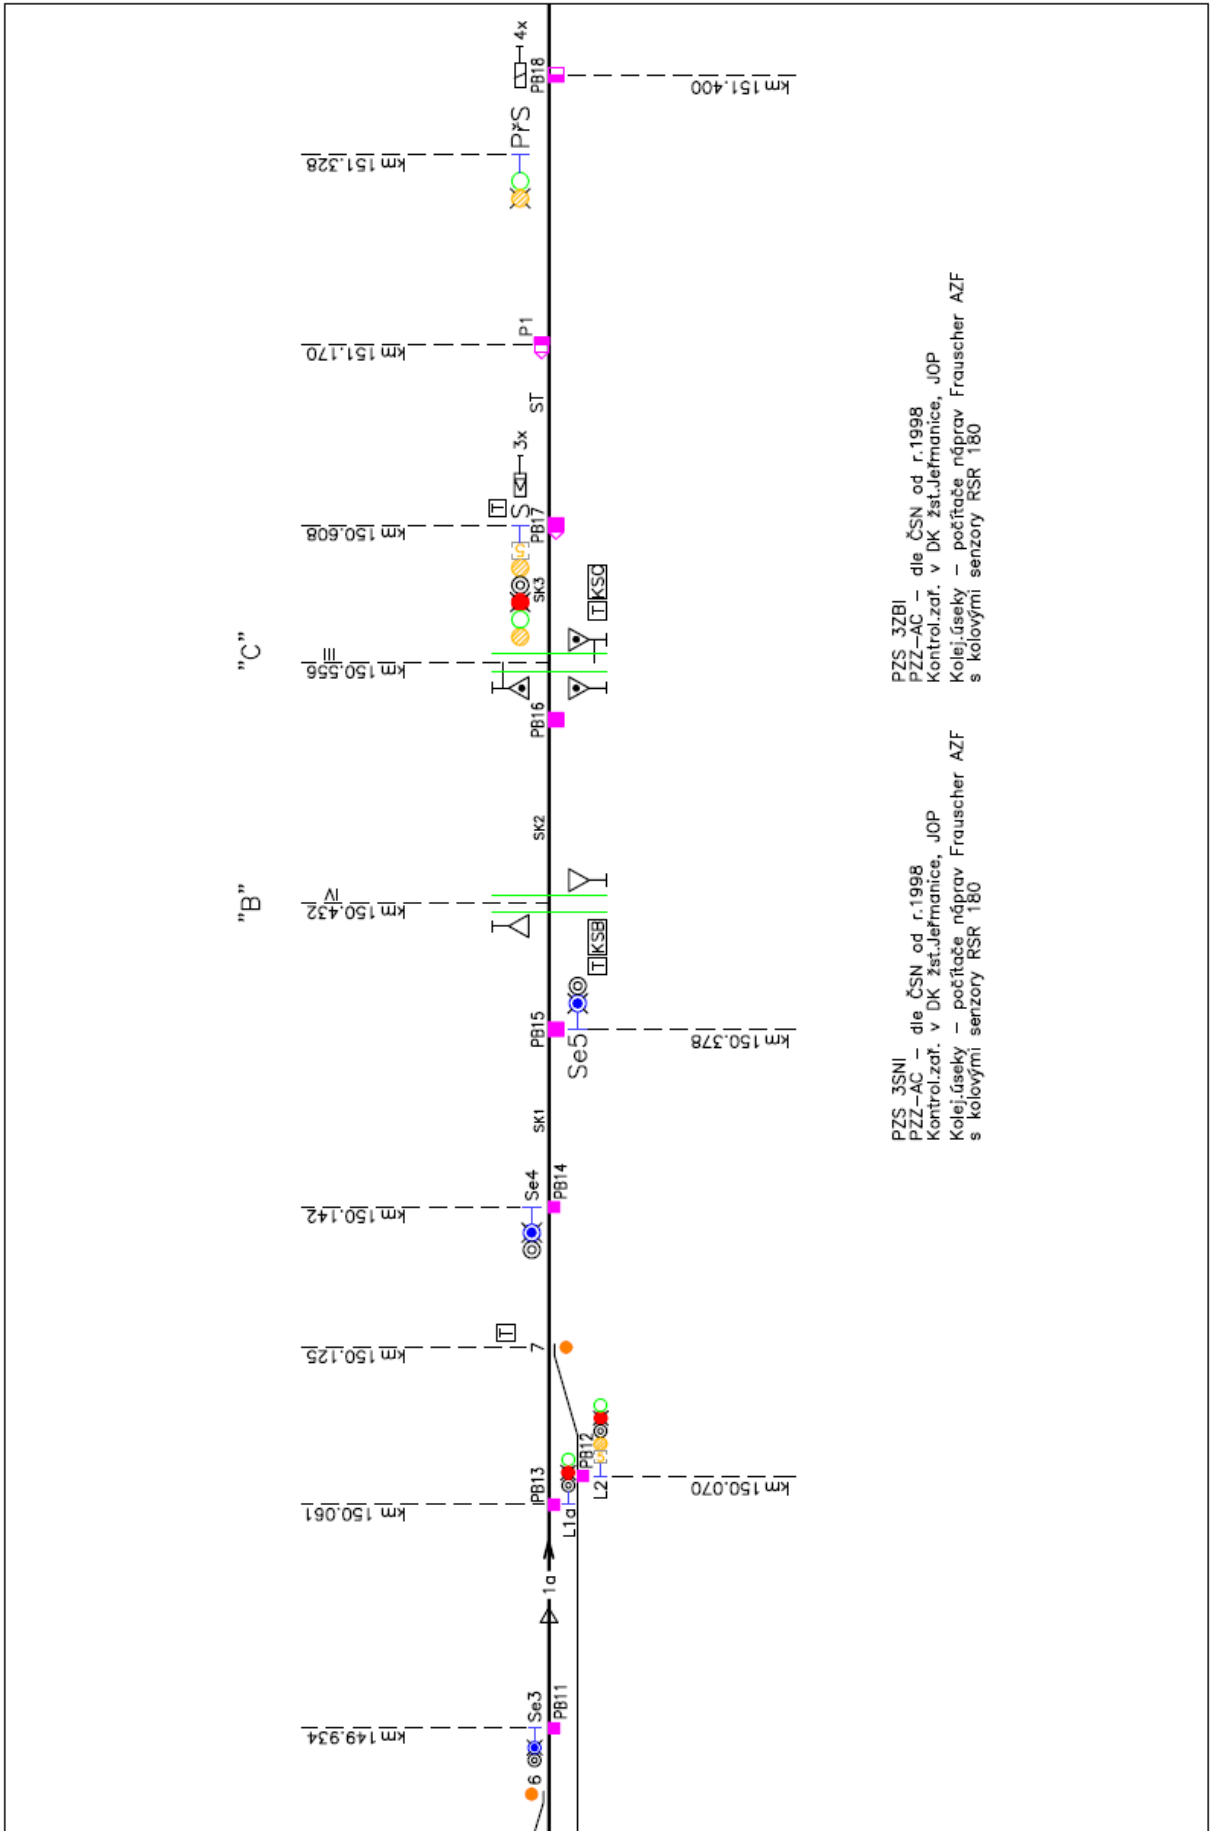 4x
PB18
km 151.400
PřS
km 151.328
P1
km 151.170
ST
3x
T
S
PB17
km 150.608
S
SK3
T KSC
"C"
III
km 150.556
PB16
SK2
"B"
IV
km 150.432
T KSB
PB15
Se5
km 150.378
SK1
Se4
PB14
km 150.142
T
7
km 150.125
PB12
S
L2
km 150.070
PB13
L1a
km 150.061
1a
Se3
PB11
km 149.934
6
PZS 3ZBI
PZZ-AC - dle ČSN od r.1998
Kontrol.zař. v DK žst.Jeřmanice, JOP
Kolej.úseky - počítače náprav Frauscher AZF
s kolovými senzory RSR 180
PZS 3SNI
PZZ-AC - dle ČSN od r.1998
Kontrol.zař. v DK žst.Jeřmanice, JOP
Kolej.úseky - počítače náprav Frauscher AZF
s kolovými senzory RSR 180